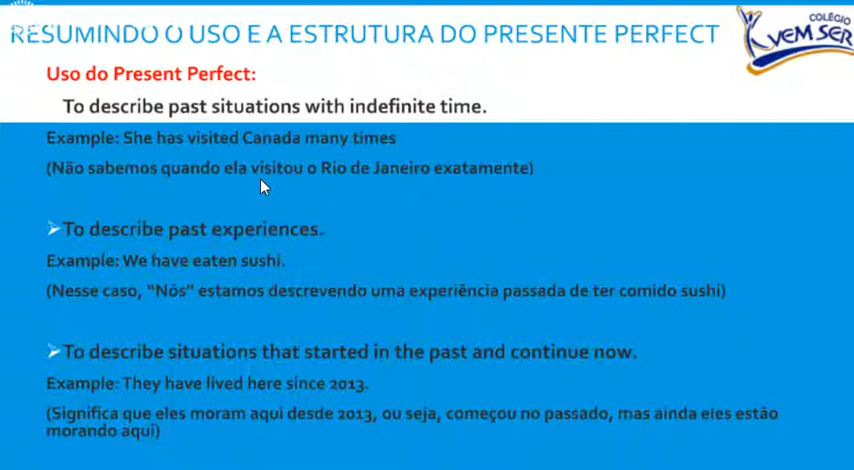 RESUMINDO O USO E A ESTRUTURA DO PRESENTE PERFECT
COLÉGIO
VEM SER
Uso do Present Perfect:
To describe past situations with indefinite time.
Example: She has visited Canada many times
(Não sabemos quando ela visitou o Rio de Janeiro exatamente)
To describe past experiences.
Example: We have eaten sushi.
(Nesse caso, “Nós” estamos descrevendo uma experiência passada de ter comido sushi)
To describe situations that started in the past and continue now.
Example: They have lived here since 2013.
(Significa que eles moram aqui desde 2013, ou seja, começou no passado, mas ainda eles estão
morando aqui)